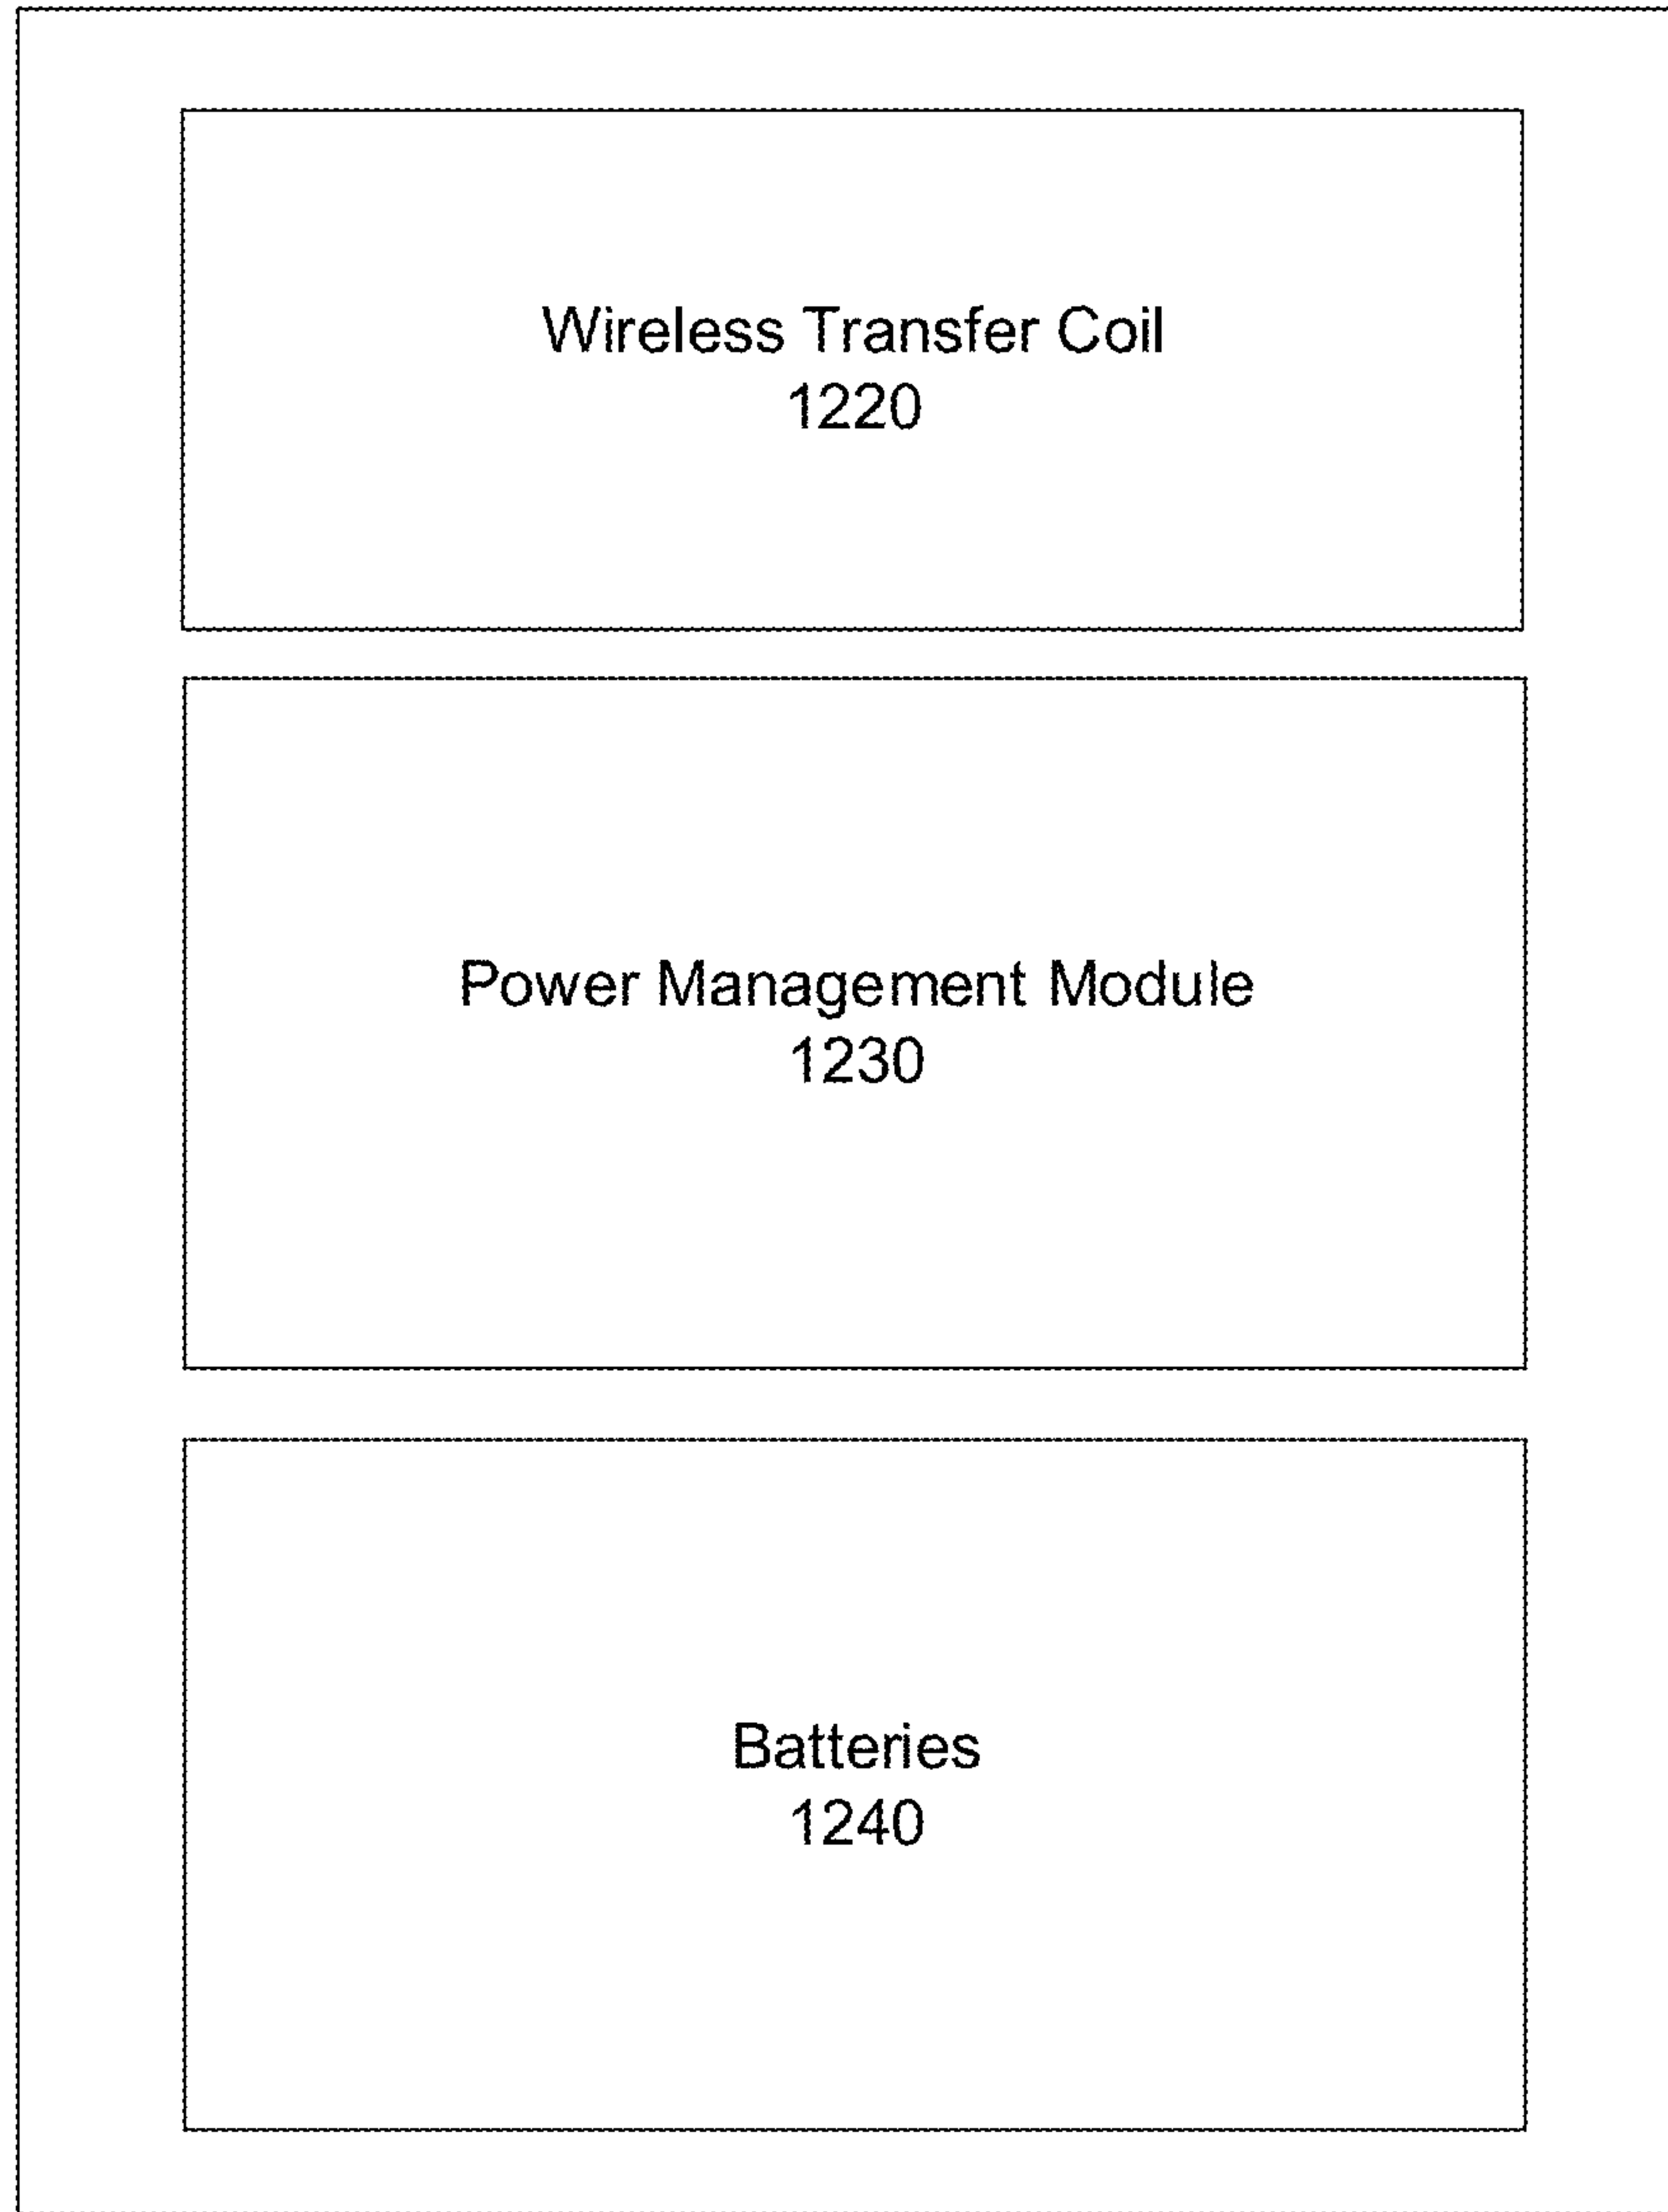 Wireless Transfer Coil
1220
Power Management Module
1230
Batteries
1240